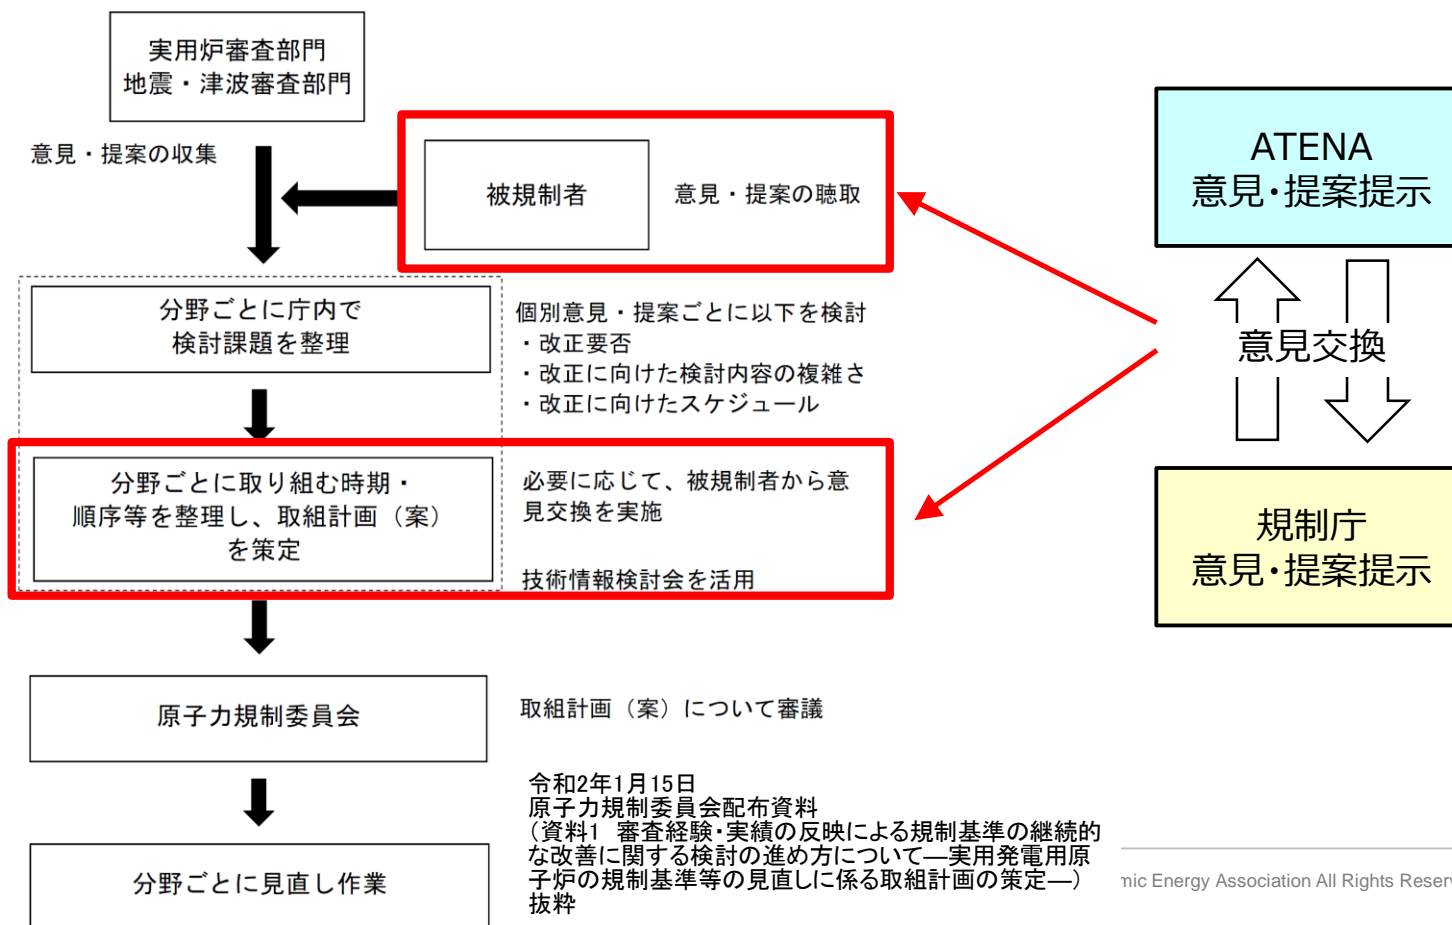 実用炉審査部門
地震・津波審査部門
意見・提案の収集
被規制者
意見・提案の聴取
分野ごとに庁内で
検討課題を整理
個別意見・提案ごとに以下を検討
・改正要否
・改正に向けた検討内容の複雑さ
・改正に向けたスケジュール
分野ごとに取り組む時期・
順序等を整理し、取組計画（案）
を策定
必要に応じて、被規制者から意
見交換を実施
技術情報検討会を活用
原子力規制委員会
取組計画（案）について審議
分野ごとに見直し作業
令和2年1月15日
原子力規制委員会配布資料
（資料1 審査経験・実績の反映による規制基準の継続的
な改善に関する検討の進め方について―実用発電用原
子炉の規制基準等の見直しに係る取組計画の策定―）
抜粋
ATENA
意見・提案提示
意見交換
規制庁
意見・提案提示
mic Energy Association All Rights Reser